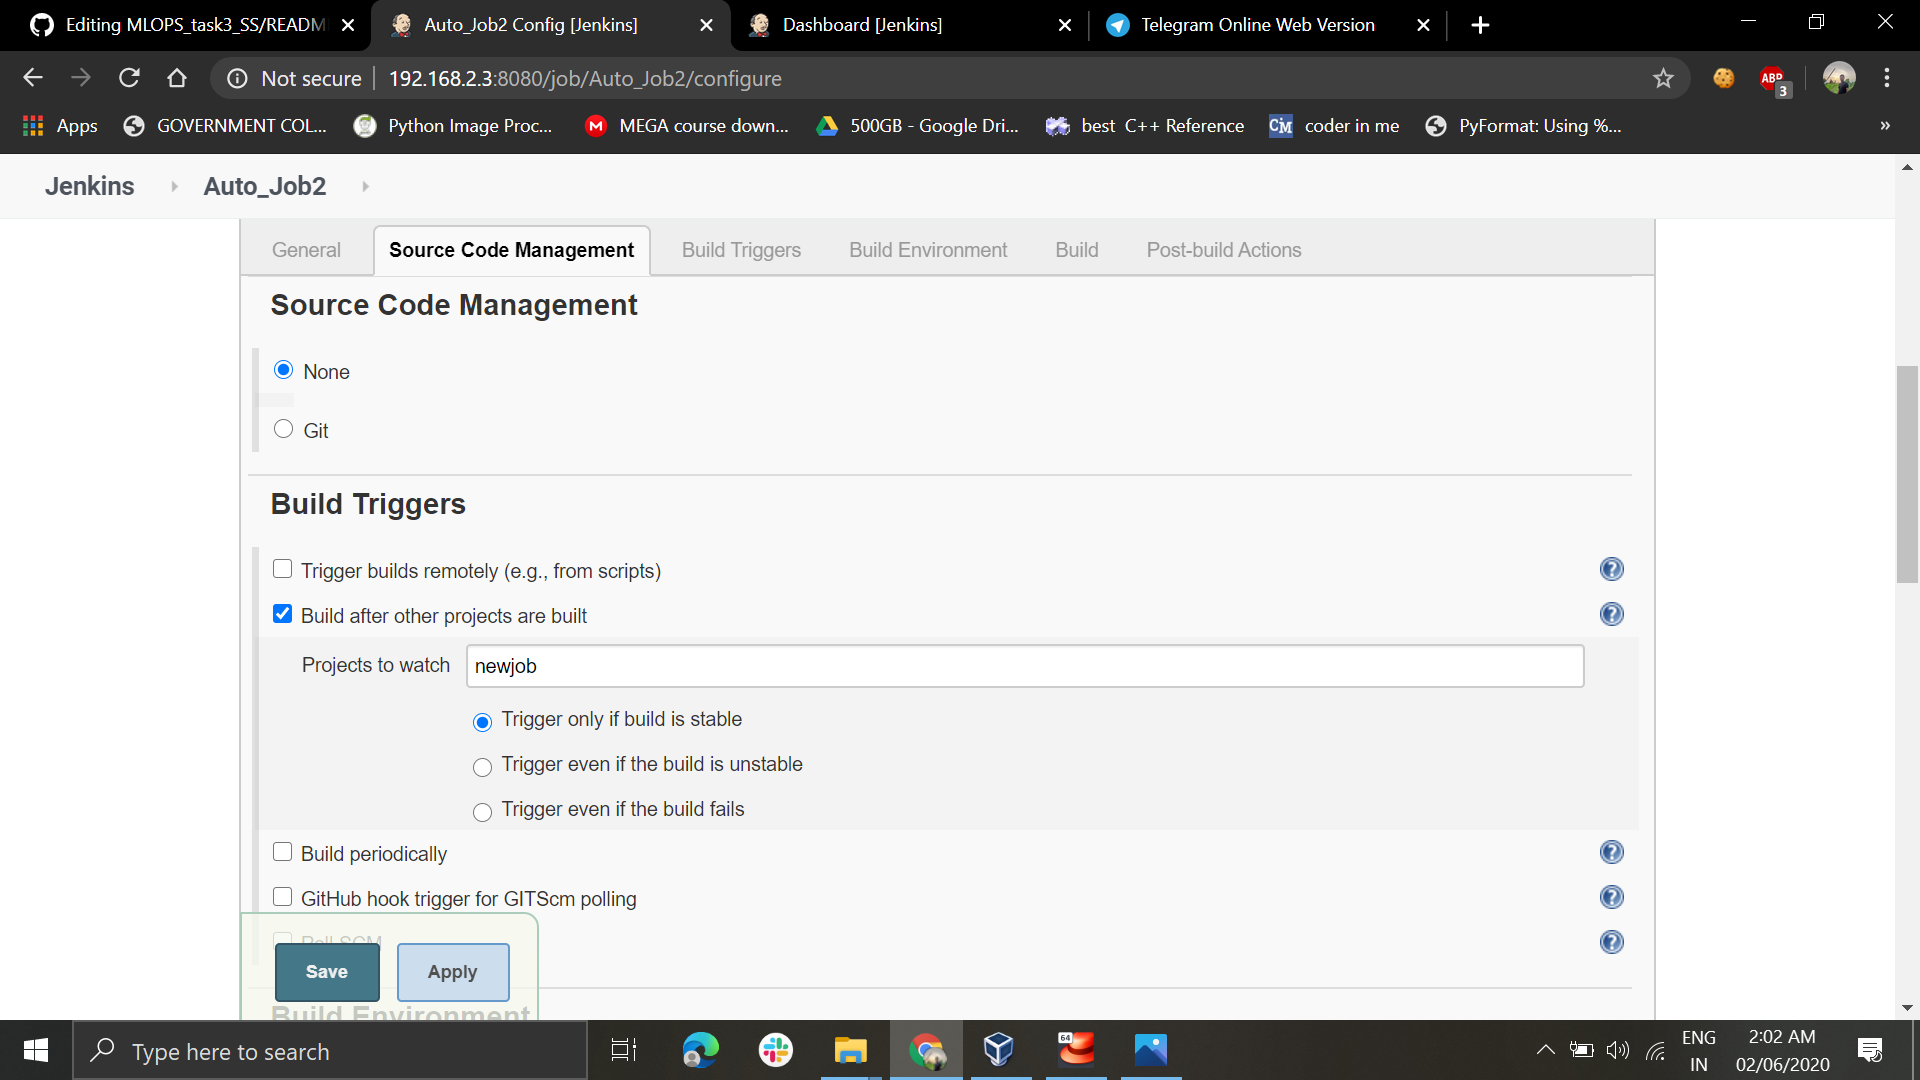 Editing MLOPS_task3_SS/READM
Auto_Job2 Config [Jenkins]
Dashboard [Jenkins]
Telegram Online Web Version
Not secure
192.168.2.3:8080/job/Auto_Job2/configure
ABP
3
Apps
GOVERNMENT COL...
Python Image Proc...
M
MEGA course down...
500GB - Google Dri...
best C++ Reference
CiM
coder in me
PyFormat: Using %...
»
Jenkins
Auto_Job2
General
Source Code Management
Build Triggers
Build Environment
Build
Post-build Actions
Source Code Management
None
Git
Build Triggers
Trigger builds remotely (e.g., from scripts)
?
Build after other projects are built
?
Projects to watch
newjob
Trigger only if build is stable
Trigger even if the build is unstable
Trigger even if the build fails
Build periodically
?
GitHub hook trigger for GITScm polling
?
Poll SCM
?
Save
Apply
Build Environment
Type here to search
64
ENG
IN
2:02 AM
02/06/2020